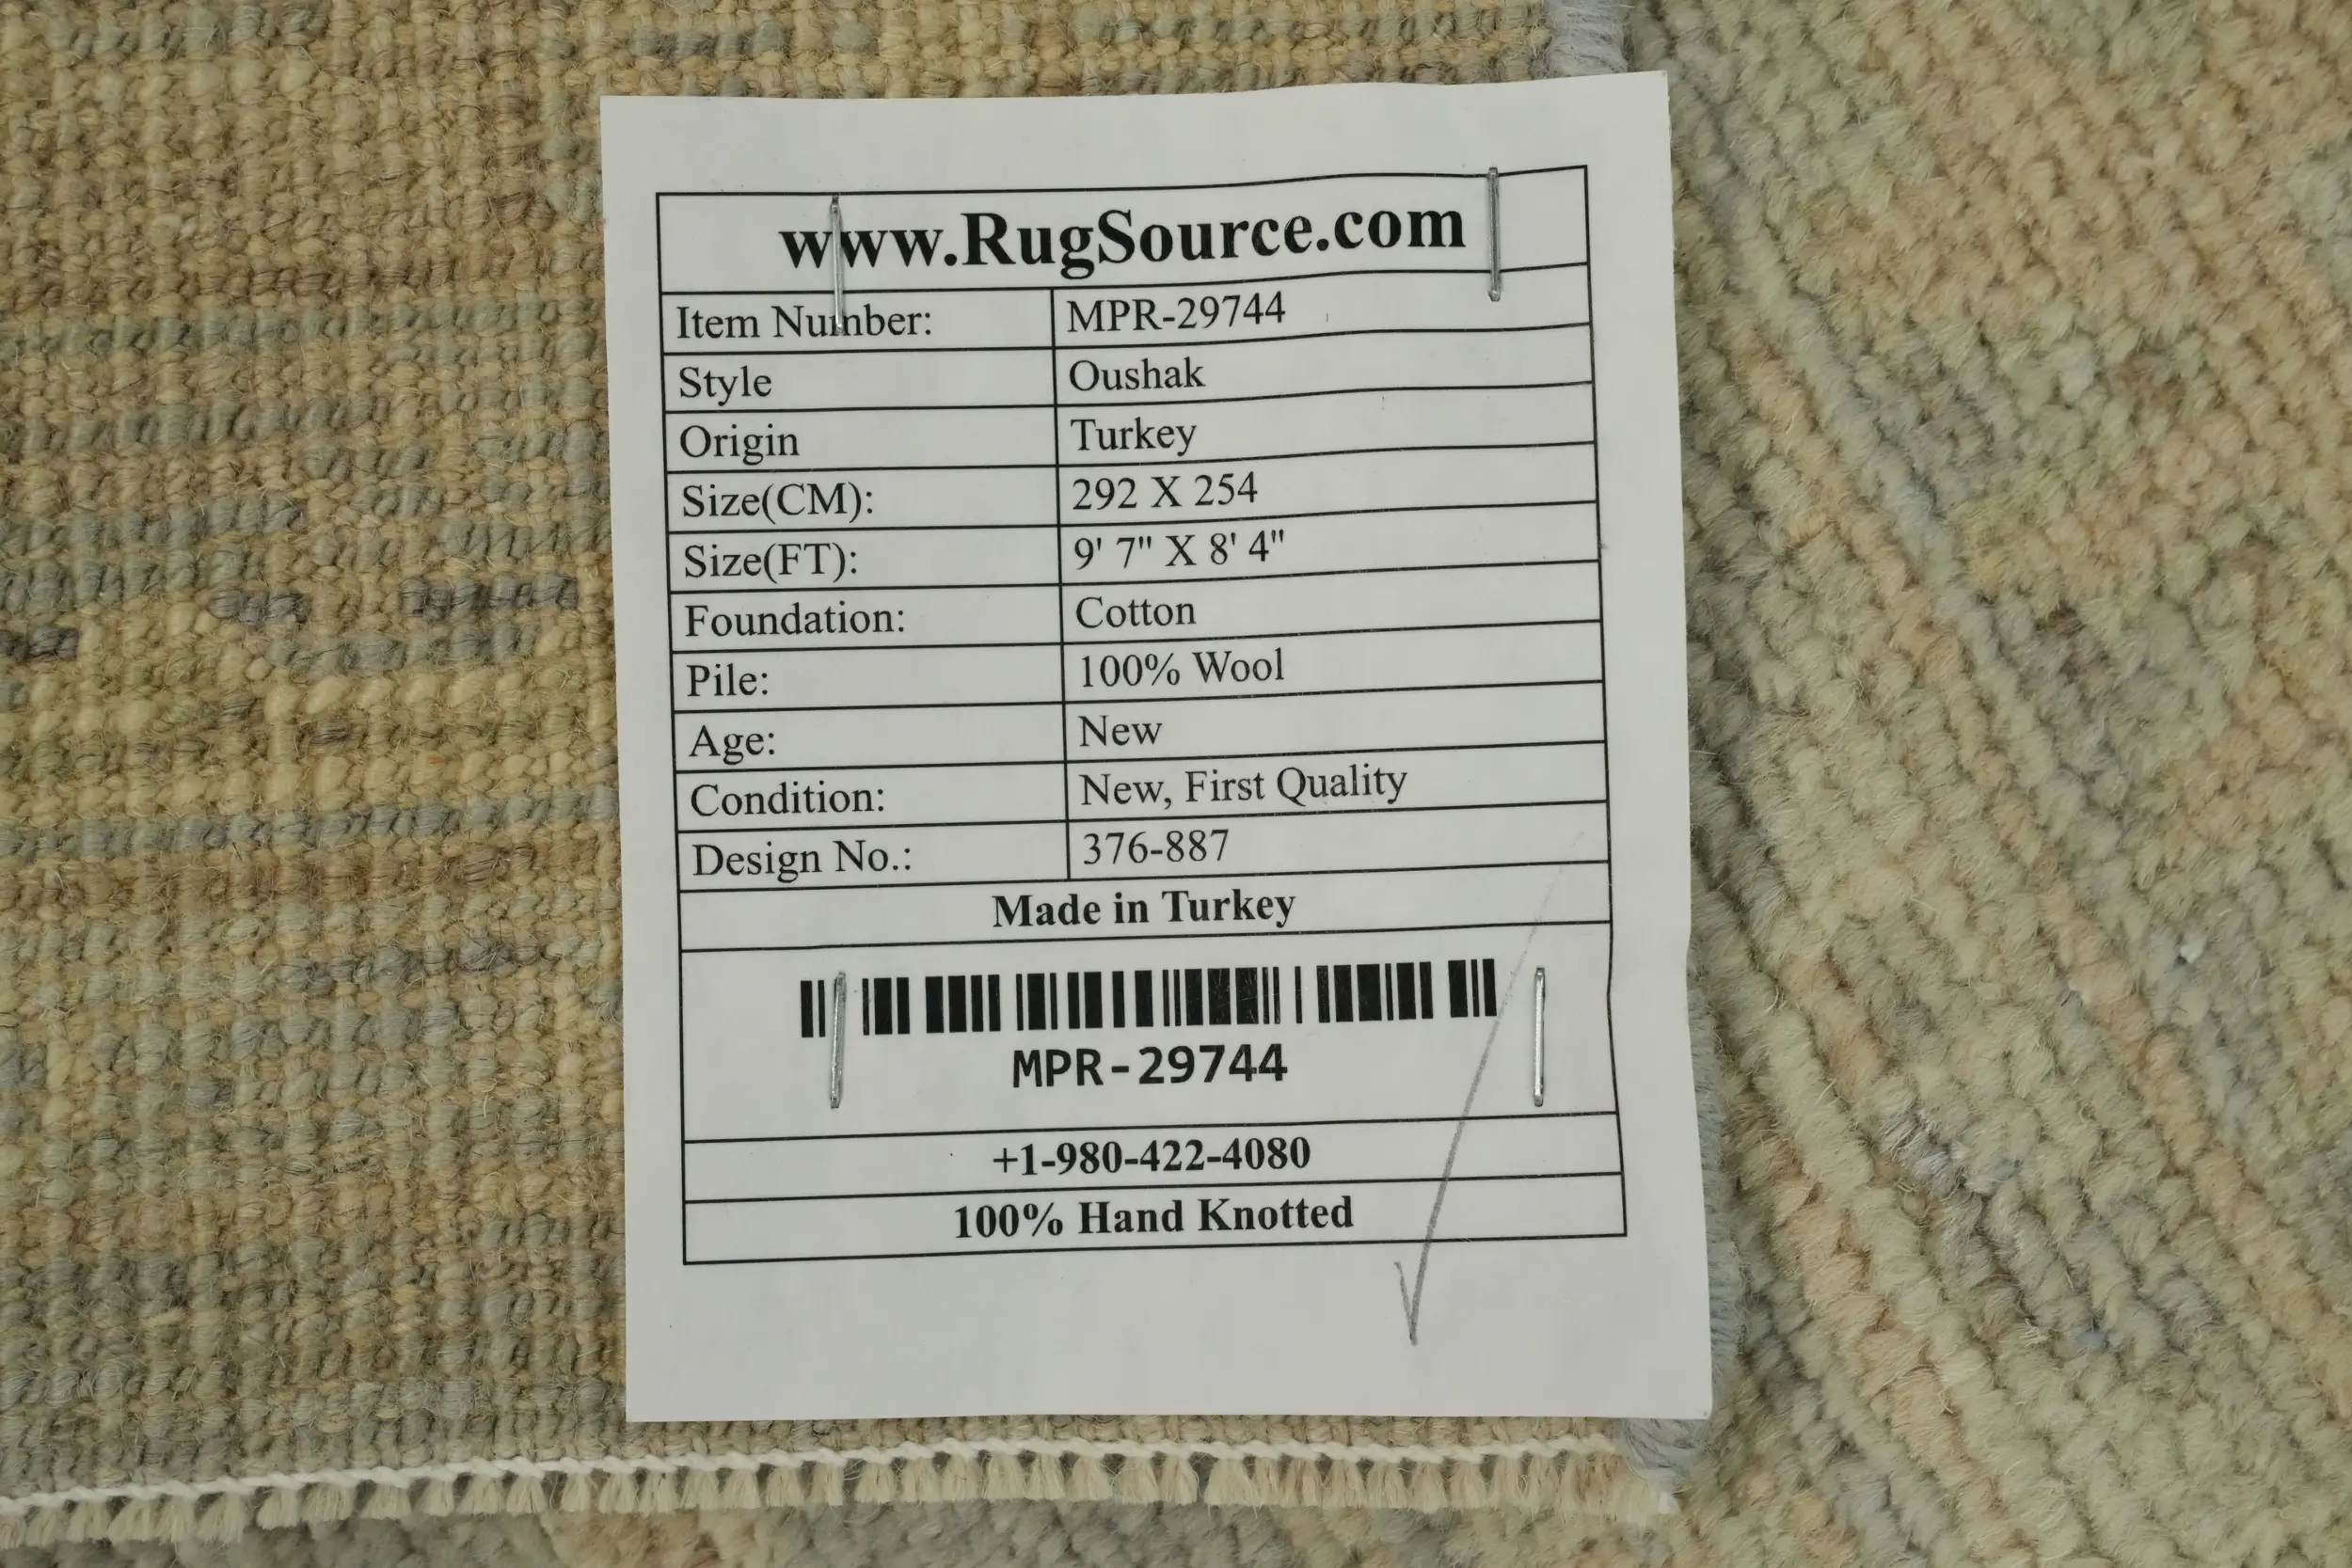 www.RugSource.com
Item Number: MPR-29744
Style Oushak
Origin Turkey
Size(CM): 292 X 254
Size(FT): 9' 7" X 8' 4"
Foundation: Cotton
Pile: 100% Wool
Age: New
Condition: New, First Quality
Design No.: 376-887
Made in Turkey
MPR-29744
+1-980-422-4080
100% Hand Knotted